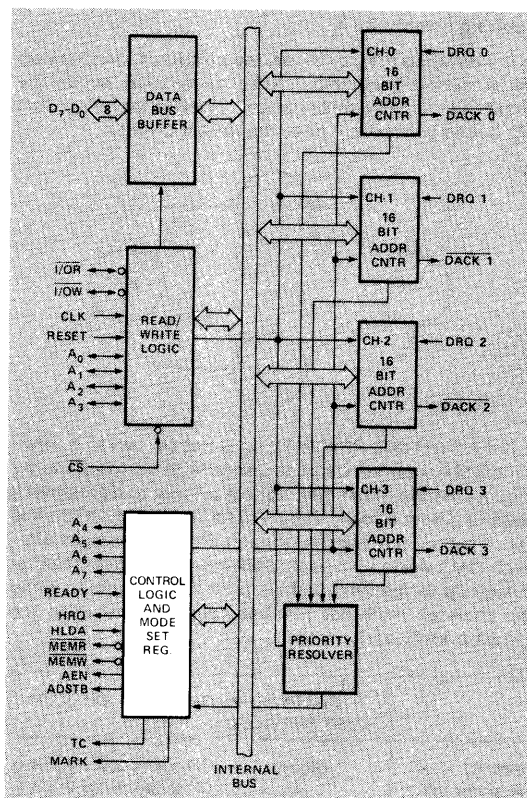 D7-D0
8
DATA
BUS
BUFFER
CH-0
16
BIT
ADDR
CNTR
DRQ 0
DACK 0
CH-1
16
BIT
ADDR
CNTR
DRQ 1
DACK 1
I/OR
I/OW
CLK
RESET
A0
A1
A2
A3
READ/
WRITE
LOGIC
CS
CH-2
16
BIT
ADDR
CNTR
DRQ 2
DACK 2
CH-3
16
BIT
ADDR
CNTR
DRQ 3
DACK 3
A4
A5
A6
A7
READY
HRQ
HLDA
MEMR
MEMW
AEN
ADSTB
CONTROL
LOGIC
AND
MODE
SET
REG.
PRIORITY
RESOLVER
TC
MARK
INTERNAL
BUS